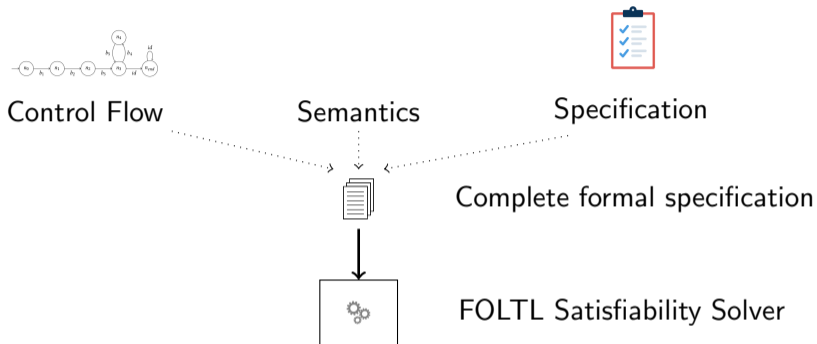 Control Flow
Semantics
Specification
Complete formal specification
FOLTL Satisfiability Solver